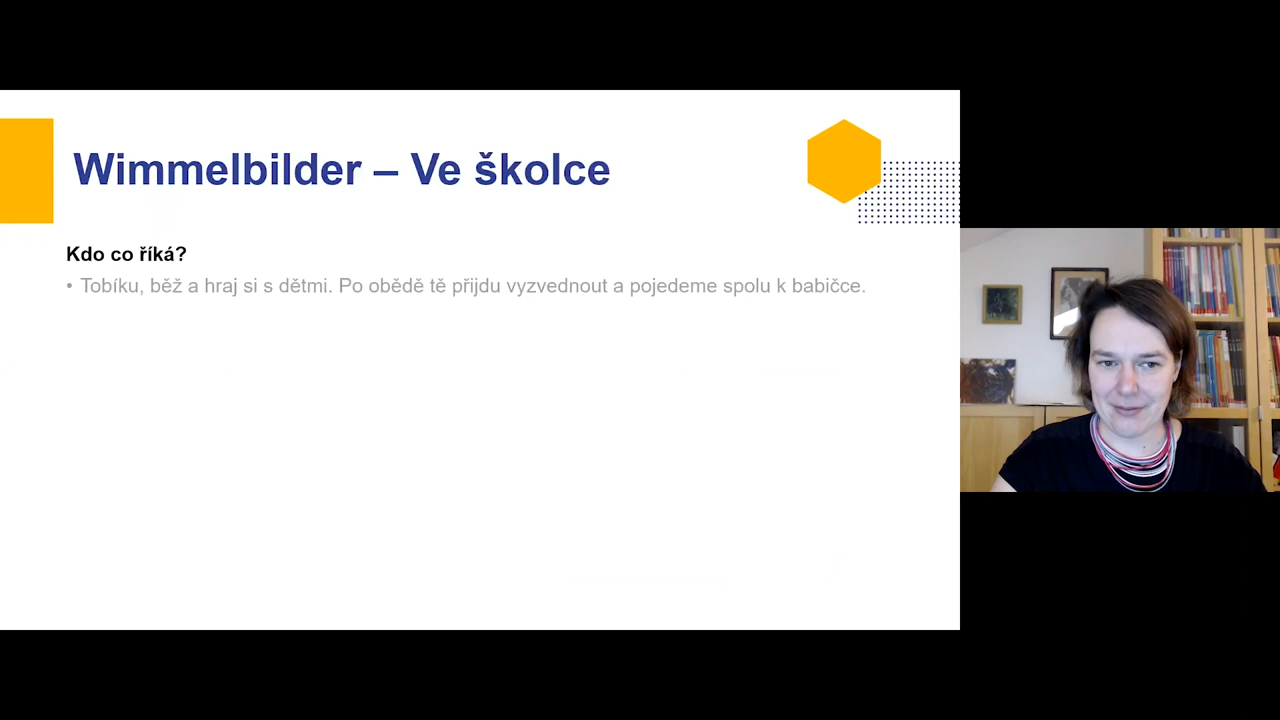 Wimmelbilder – Ve školce
Kdo co říká?
• Tobíku, běž a hraj si s dětmi. Po obědě tě přijdu vyzvednout a pojedeme spolu k babičce.